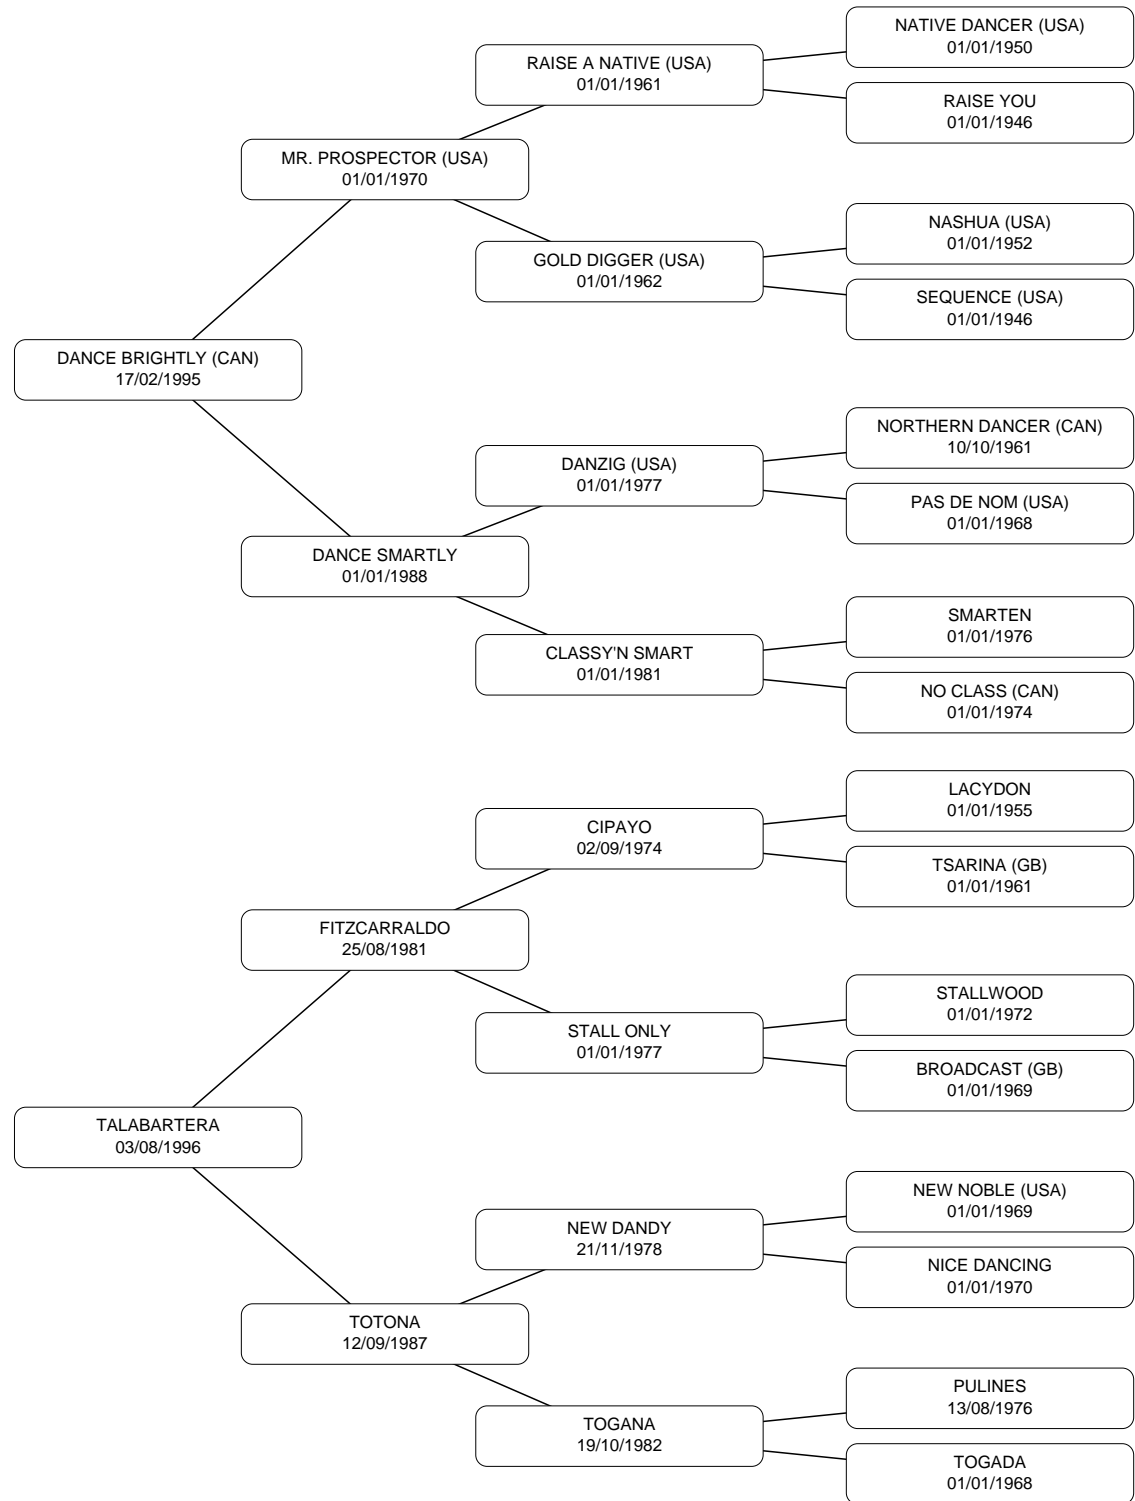 NATIVE DANCER (USA)
01/01/1950
RAISE A NATIVE (USA)
01/01/1961
RAISE YOU
01/01/1946
MR. PROSPECTOR (USA)
01/01/1970
NASHUA (USA)
01/01/1952
GOLD DIGGER (USA)
01/01/1962
SEQUENCE (USA)
01/01/1946
DANCE BRIGHTLY (CAN)
17/02/1995
NORTHERN DANCER (CAN)
10/10/1961
DANZIG (USA)
01/01/1977
PAS DE NOM (USA)
01/01/1968
DANCE SMARTLY
01/01/1988
SMARTEN
01/01/1976
CLASSY'N SMART
01/01/1981
NO CLASS (CAN)
01/01/1974
LACYDON
01/01/1955
CIPAYO
02/09/1974
TSARINA (GB)
01/01/1961
FITZCARRALDO
25/08/1981
STALLWOOD
01/01/1972
STALL ONLY
01/01/1977
BROADCAST (GB)
01/01/1969
TALABARTERA
03/08/1996
NEW NOBLE (USA)
01/01/1969
NEW DANDY
21/11/1978
NICE DANCING
01/01/1970
TOTONA
12/09/1987
PULINES
13/08/1976
TOGANA
19/10/1982
TOGADA
01/01/1968